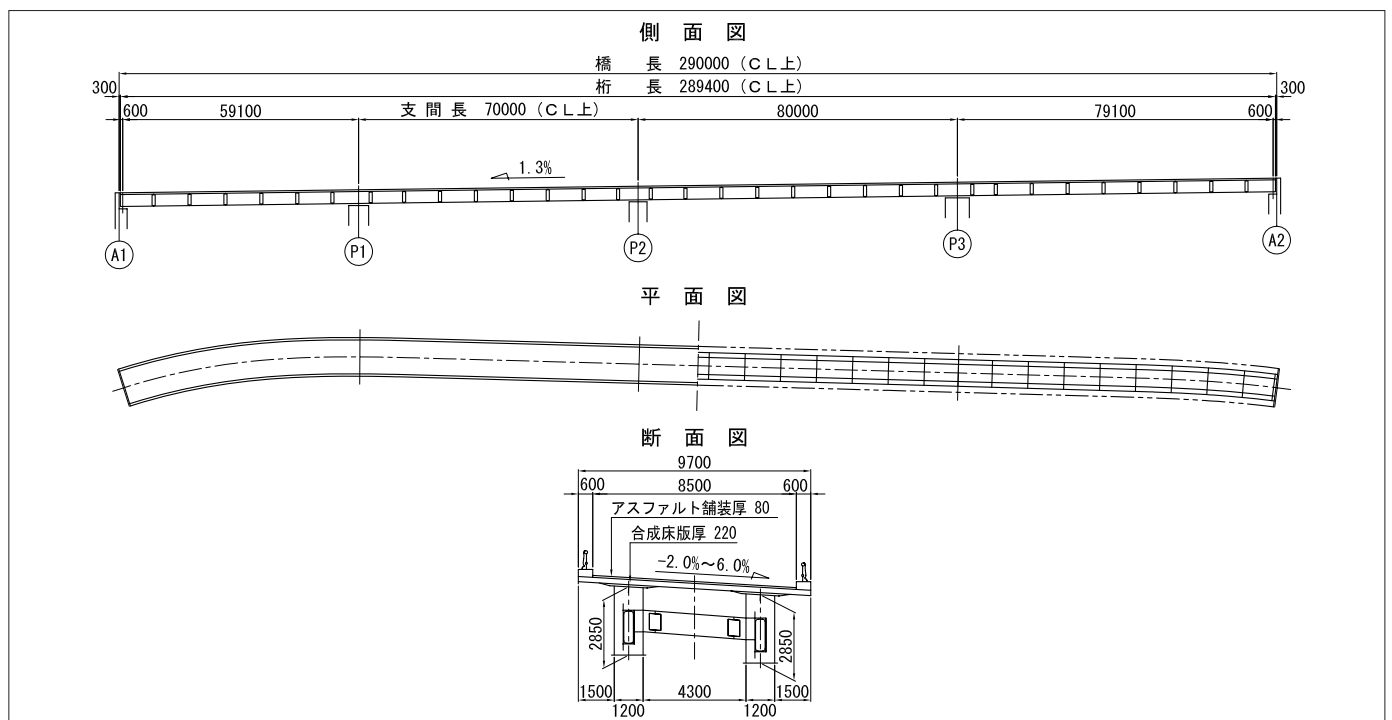 側 面 図
橋 長 290000 (ＣＬ上)
300 桁 長 289400 (ＣＬ上) 300
600 59100 支 間 長 70000 (ＣＬ上) 80000 79100 600
1.3%
A1 P1 P2 P3 A2
平 面 図
断 面 図
9700
600 8500 600
アスファルト舗装厚 80
合成床版厚 220
-2.0%～6.0%
2850 2850
1500 4300 1500
1200 1200